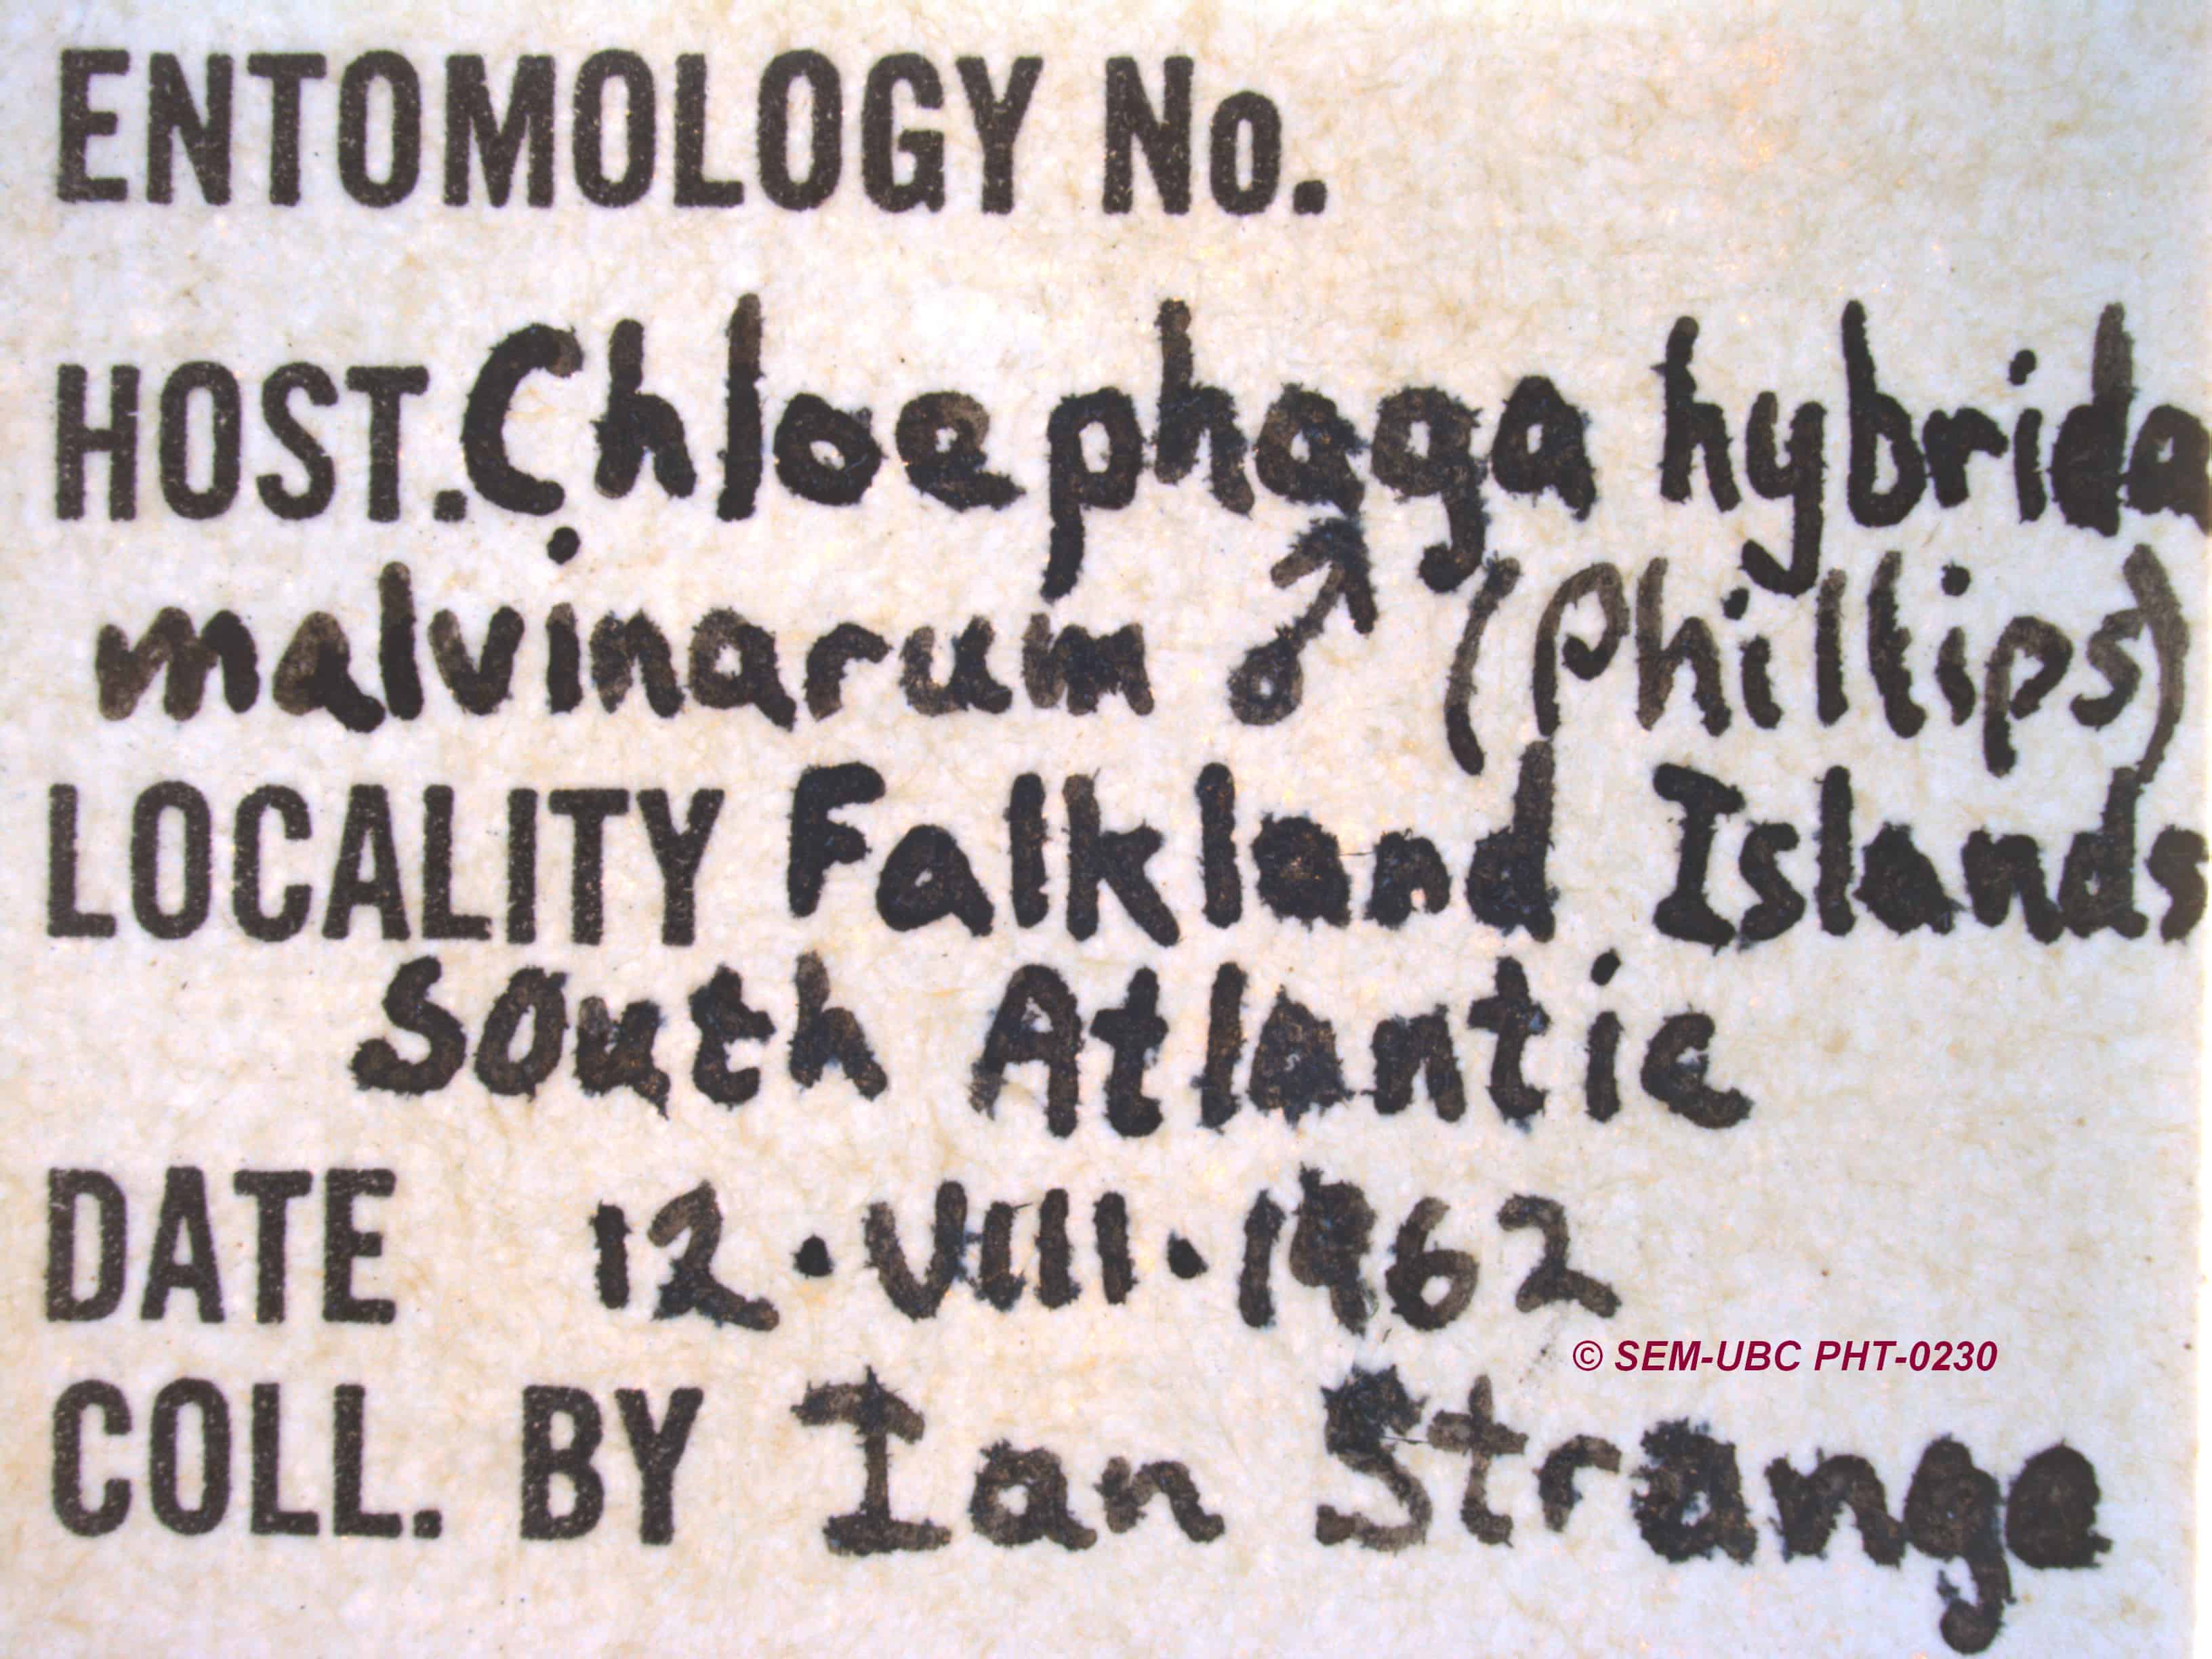 ENTOMOLOGY No.
HOST. Chloephaga hybrida
malvinarum ♂ (Phillips)
LOCALITY Falkland Islands
South Atlantic
DATE 12·VIII·1962
© SEM-UBC PHT-0230
COLL. BY Ian Strange